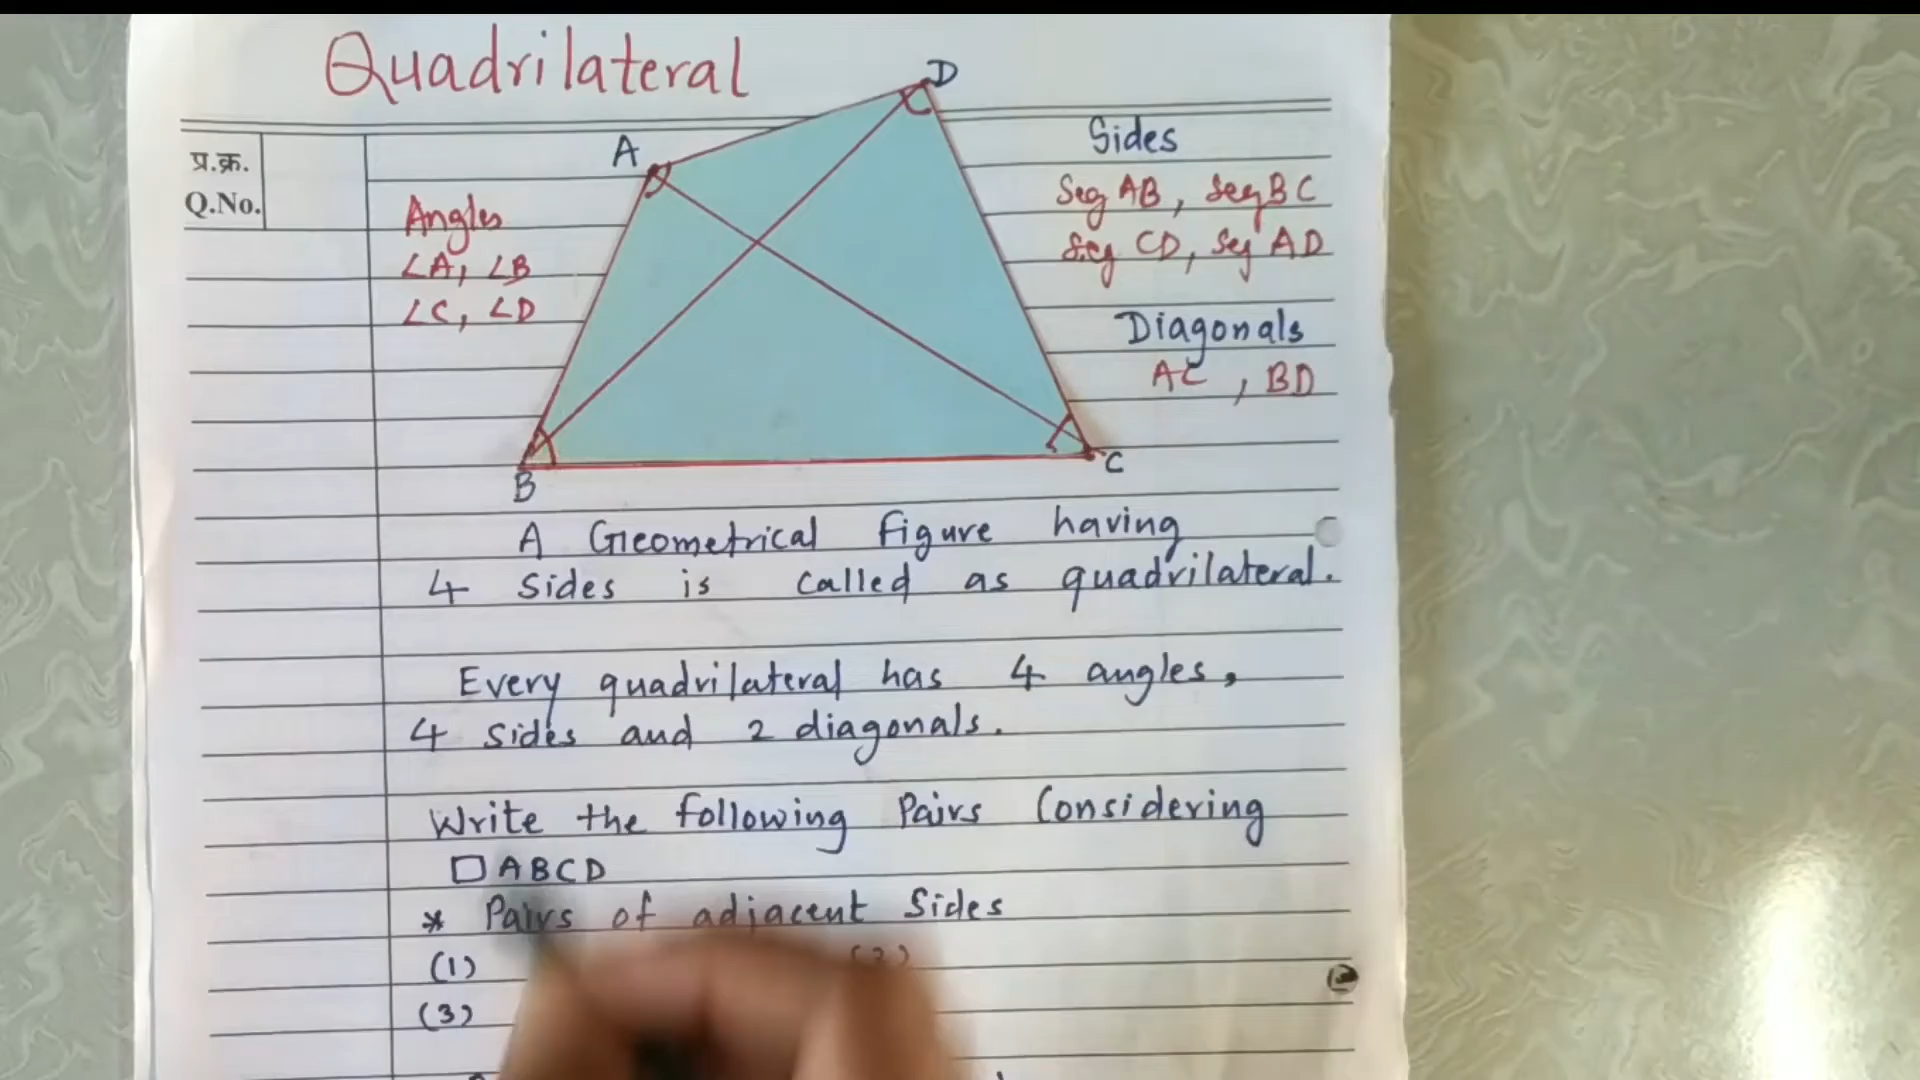 Quadrilateral
D
A
Sides
प्र.क्र.
Q.No.
Angles
∠A, ∠B
∠C, ∠D
Seg AB, Seg BC
Seg CD, Seg AD
Diagonals
AC, BD
B
C
A Geometrical figure having
4 sides is called as quadrilateral.
Every quadrilateral has 4 angles,
4 sides and 2 diagonals.
Write the following Pairs Considering
□ABCD
* Pairs of adjacent Sides
(1) (2)
(3)